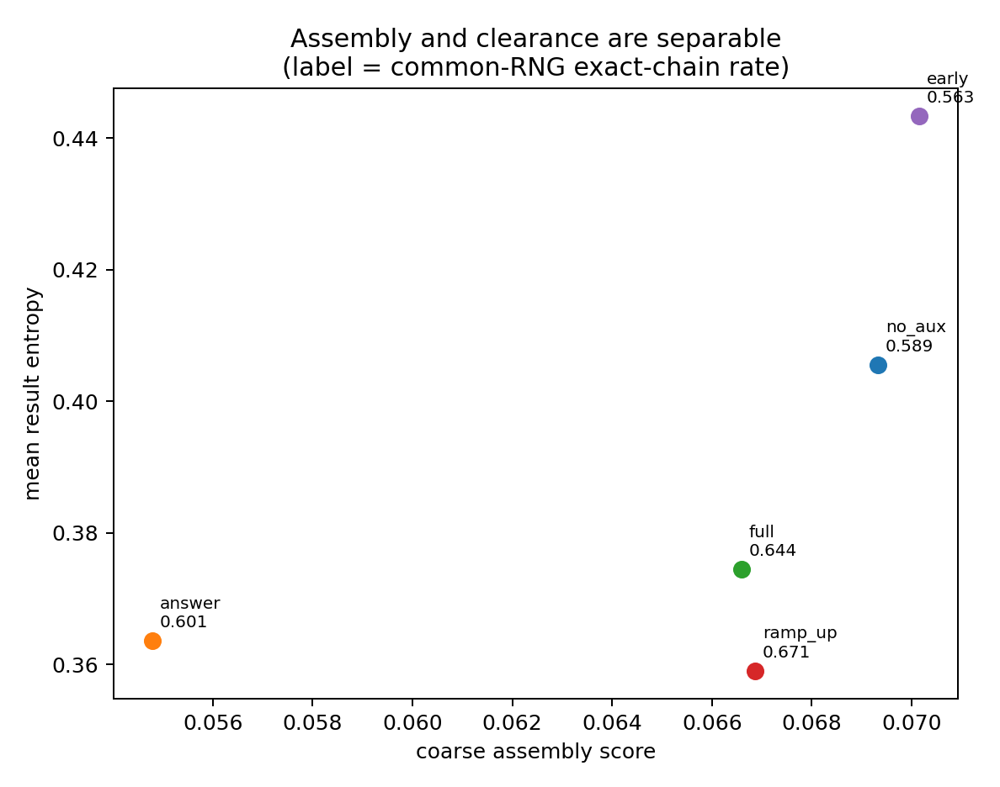 Assembly and clearance are separable
(label = common-RNG exact-chain rate)
early
0.563
0.44
no_aux
0.589
0.42
0.40
mean result entropy
full
0.644
0.38
answer
0.601
ramp_up
0.671
0.36
0.056 0.058 0.060 0.062 0.064 0.066 0.068 0.070
coarse assembly score